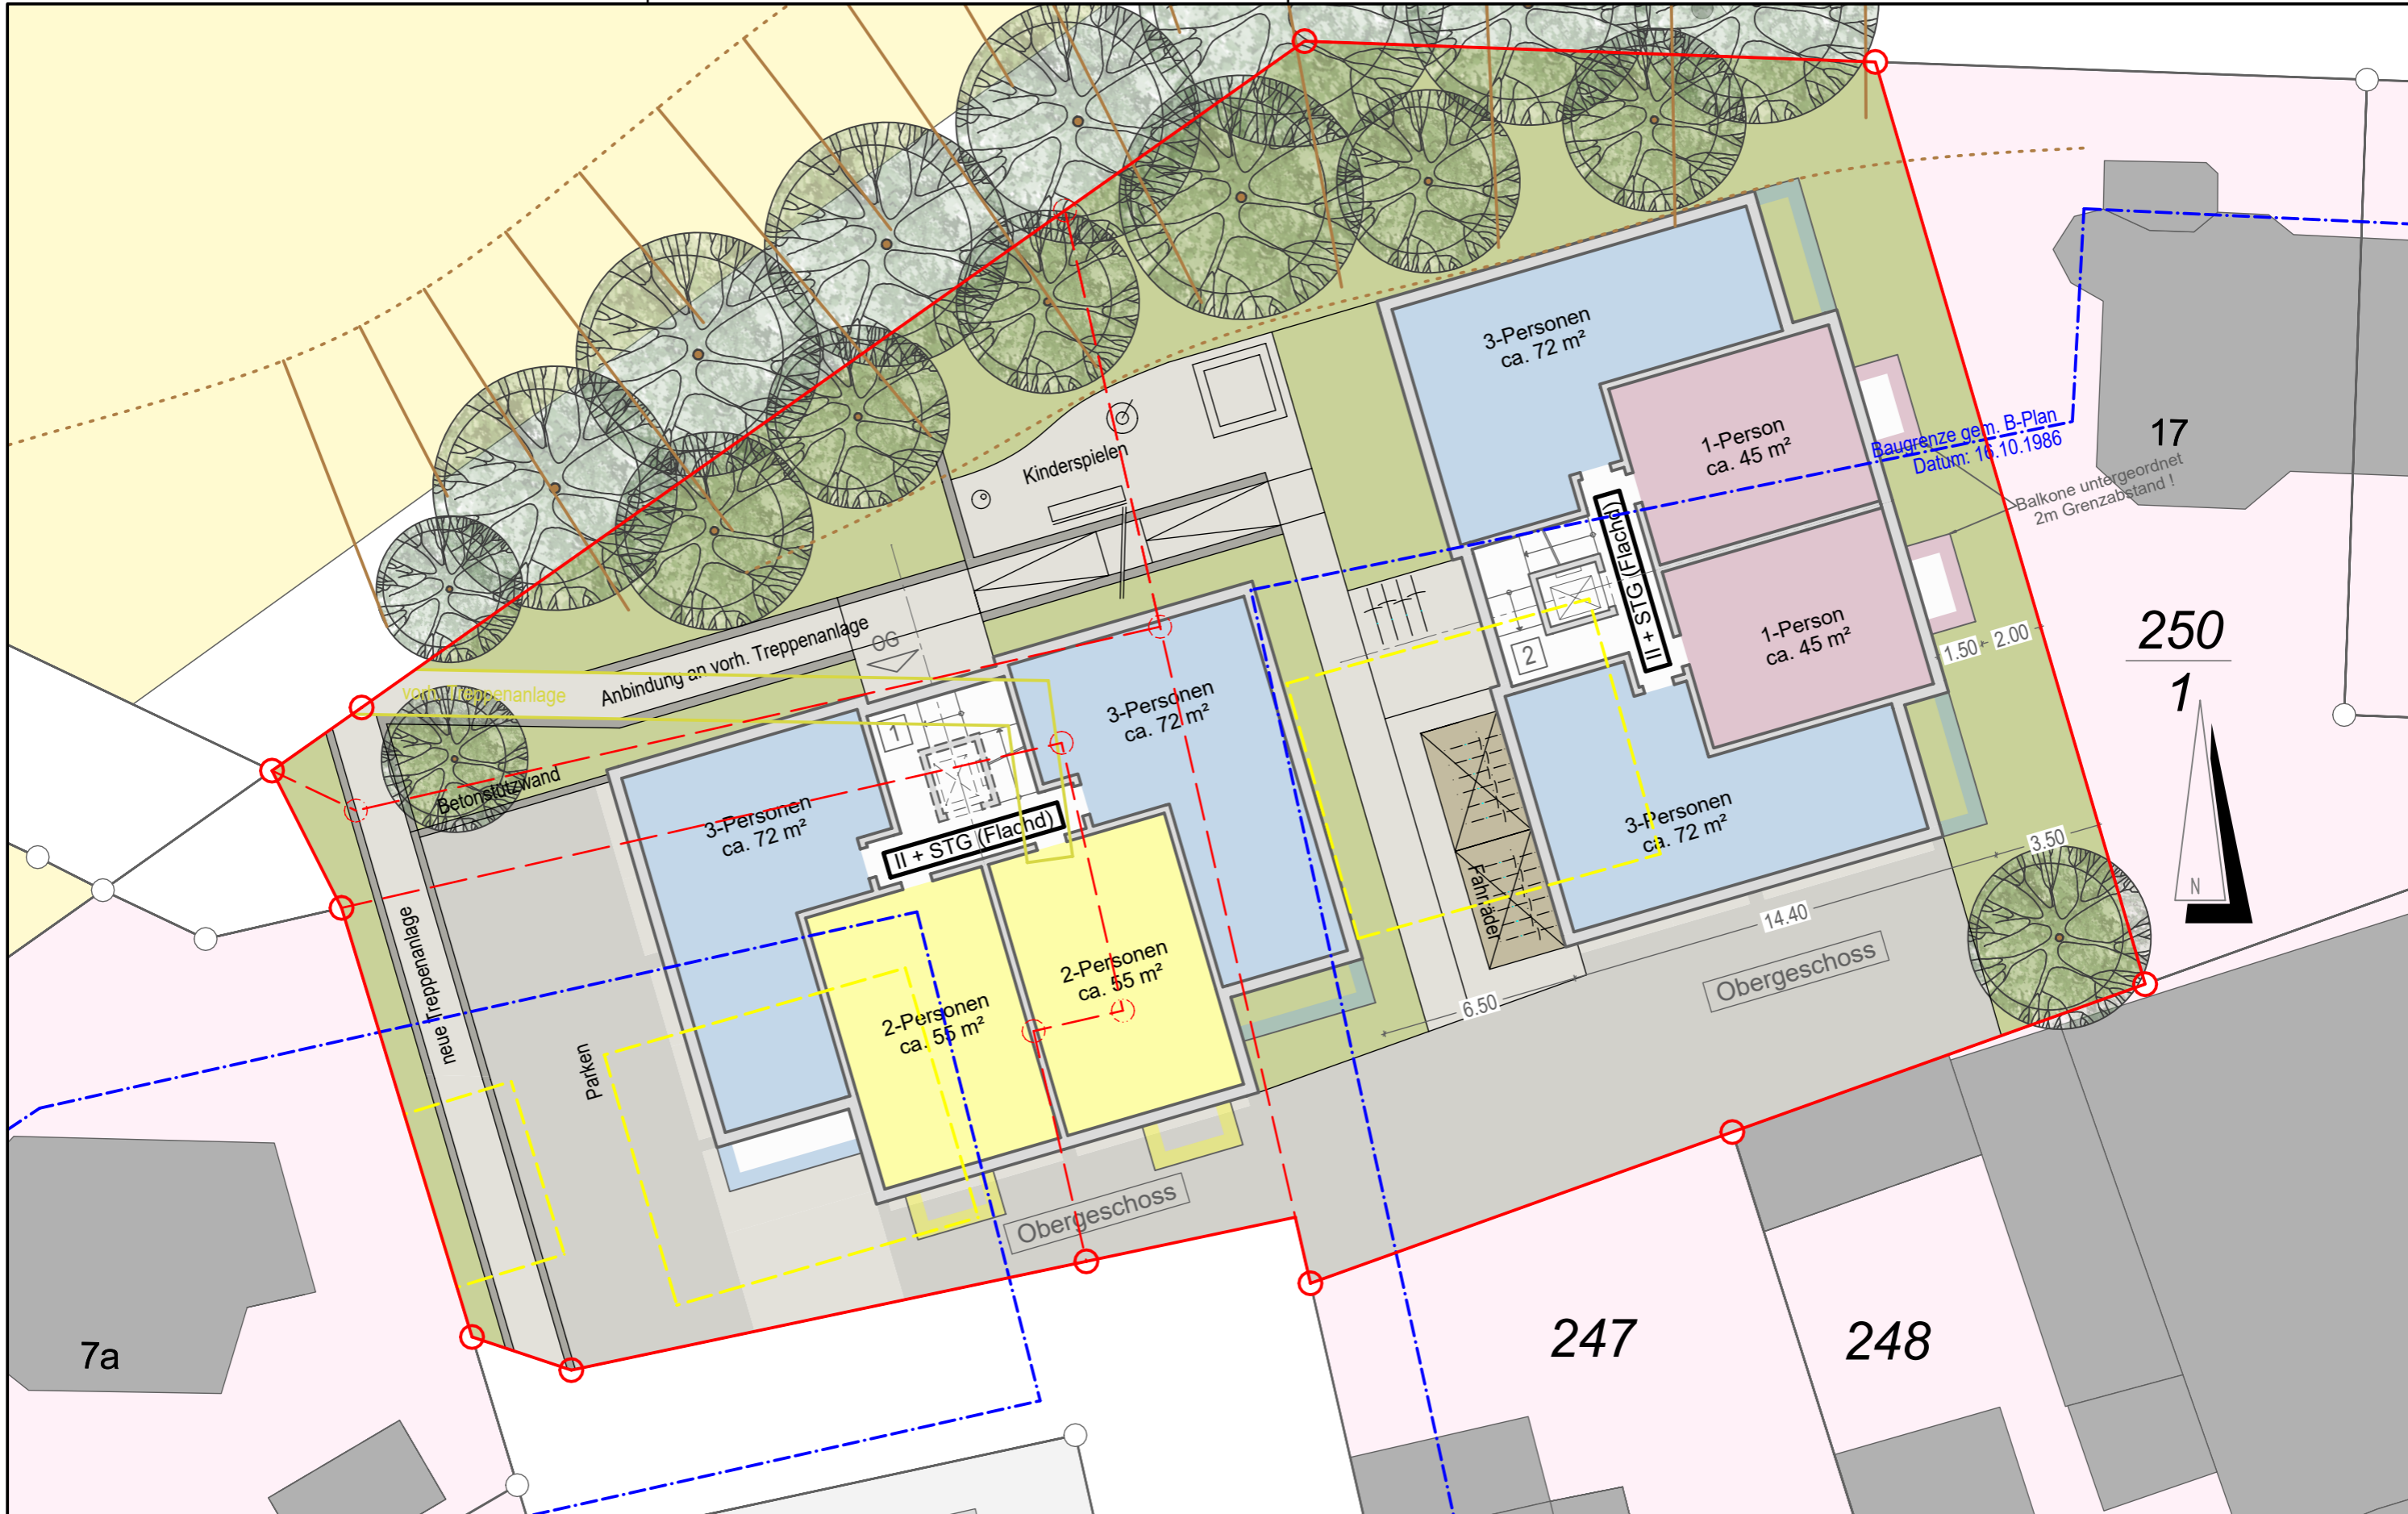 3-Personen
ca. 72 m²
1-Person
ca. 45 m²
Baugrenze gem. B-Plan
Datum: 16.10.1986
17
Balkone untergeordnet
2m Grenzabstand !
Kinderspielen
II + STG (Flachd)
1-Person
ca. 45 m²
250
1
1.50
2.00
2
OG
Anbindung an vorh. Treppenanlage
vorh. Treppenanlage
3-Personen
ca. 72 m²
1
Betonstützwand
3-Personen
ca. 72 m²
II + STG (Flachd)
3-Personen
ca. 72 m²
3.50
N
Fahrräder
14.40
Obergeschoss
6.50
neue Treppenanlage
2-Personen
ca. 55 m²
2-Personen
ca. 55 m²
Parken
Obergeschoss
7a
247
248